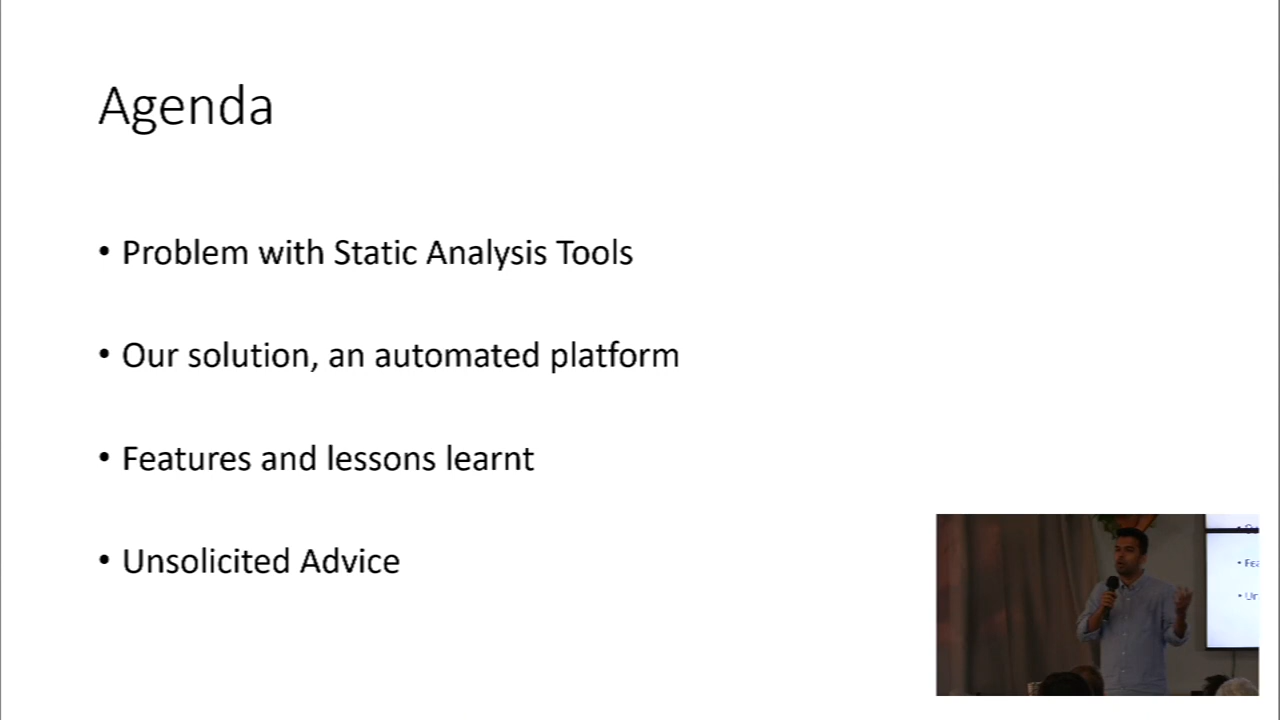 Agenda
• Problem with Static Analysis Tools
• Our solution, an automated platform
• Features and lessons learnt
• Unsolicited Advice